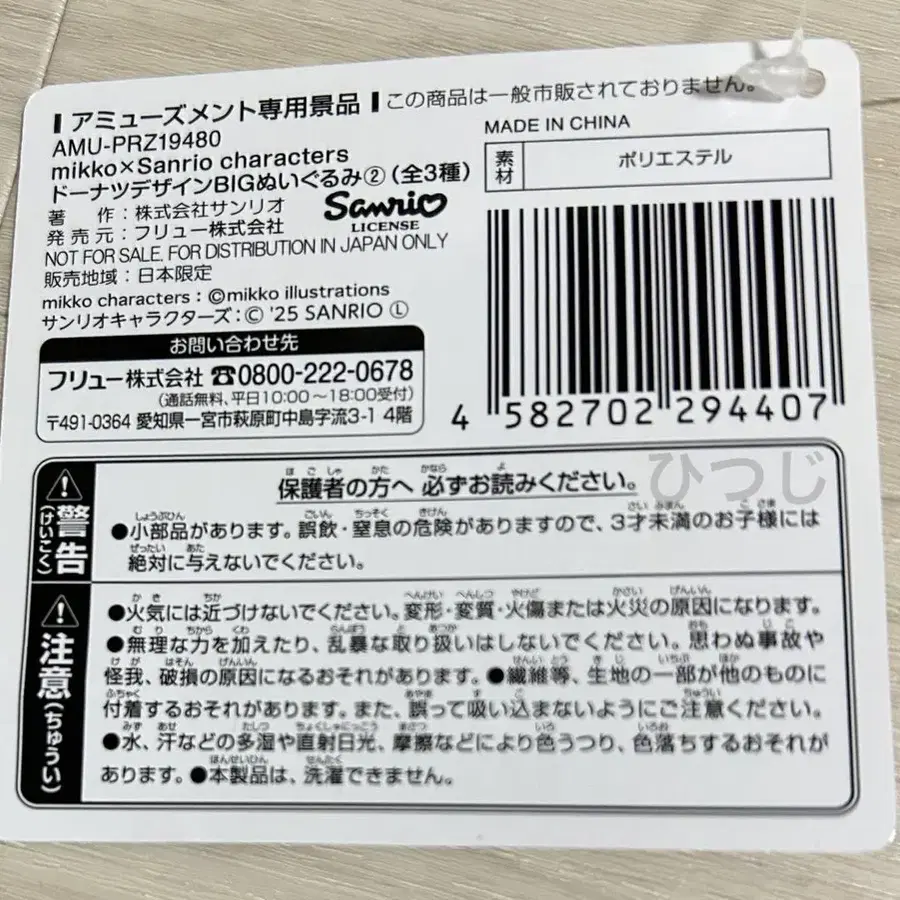 アミューズメント専用景品 この商品は一般市販されておりません。
AMU-PRZ19480
mikko×Sanrio characters
ドーナツデザインBIGぬいぐるみ②(全3種)
著 作:株式会社サンリオ
発 売 元:フリュー株式会社
Sanrio
LICENSE
NOT FOR SALE. FOR DISTRIBUTION IN JAPAN ONLY
販売地域:日本限定
mikko characters:©mikko illustrations
サンリオキャラクターズ:© '25 SANRIO Ⓛ
お問い合わせ先
フリュー株式会社 ☎0800-222-0678
(通話無料、平日10:00~18:00受付)
〒491-0364 愛知県一宮市萩原町中島字流3-1 4階
MADE IN CHINA
素材 ポリエステル
4 582702 294407
ひつじ
警告(けいこく)
保護者の方へ 必ずお読みください。
●小部品があります。誤飲・窒息の危険がありますので、3才未満のお子様には
絶対に与えないでください。
注意(ちゅうい)
●火気には近づけないでください。変形・変質・火傷または火災の原因になります。
●無理な力を加えたり、乱暴な取り扱いはしないでください。思わぬ事故や
怪我、破損の原因になるおそれがあります。●繊維等、生地の一部が他のものに
付着するおそれがあります。また、誤って吸い込まないようにご注意ください。
●水、汗などの多湿や直射日光、摩擦などにより色うつり、色落ちするおそれが
あります。●本製品は、洗濯できません。